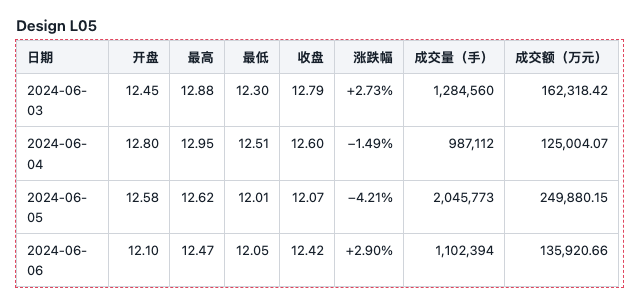 Design L05
日期 开盘 最高 最低 收盘 涨跌幅 成交量（手） 成交额（万元）
2024-06-
03 12.45 12.88 12.30 12.79 +2.73% 1,284,560 162,318.42
2024-06-
04 12.80 12.95 12.51 12.60 −1.49% 987,112 125,004.07
2024-06-
05 12.58 12.62 12.01 12.07 −4.21% 2,045,773 249,880.15
2024-06-
06 12.10 12.47 12.05 12.42 +2.90% 1,102,394 135,920.66